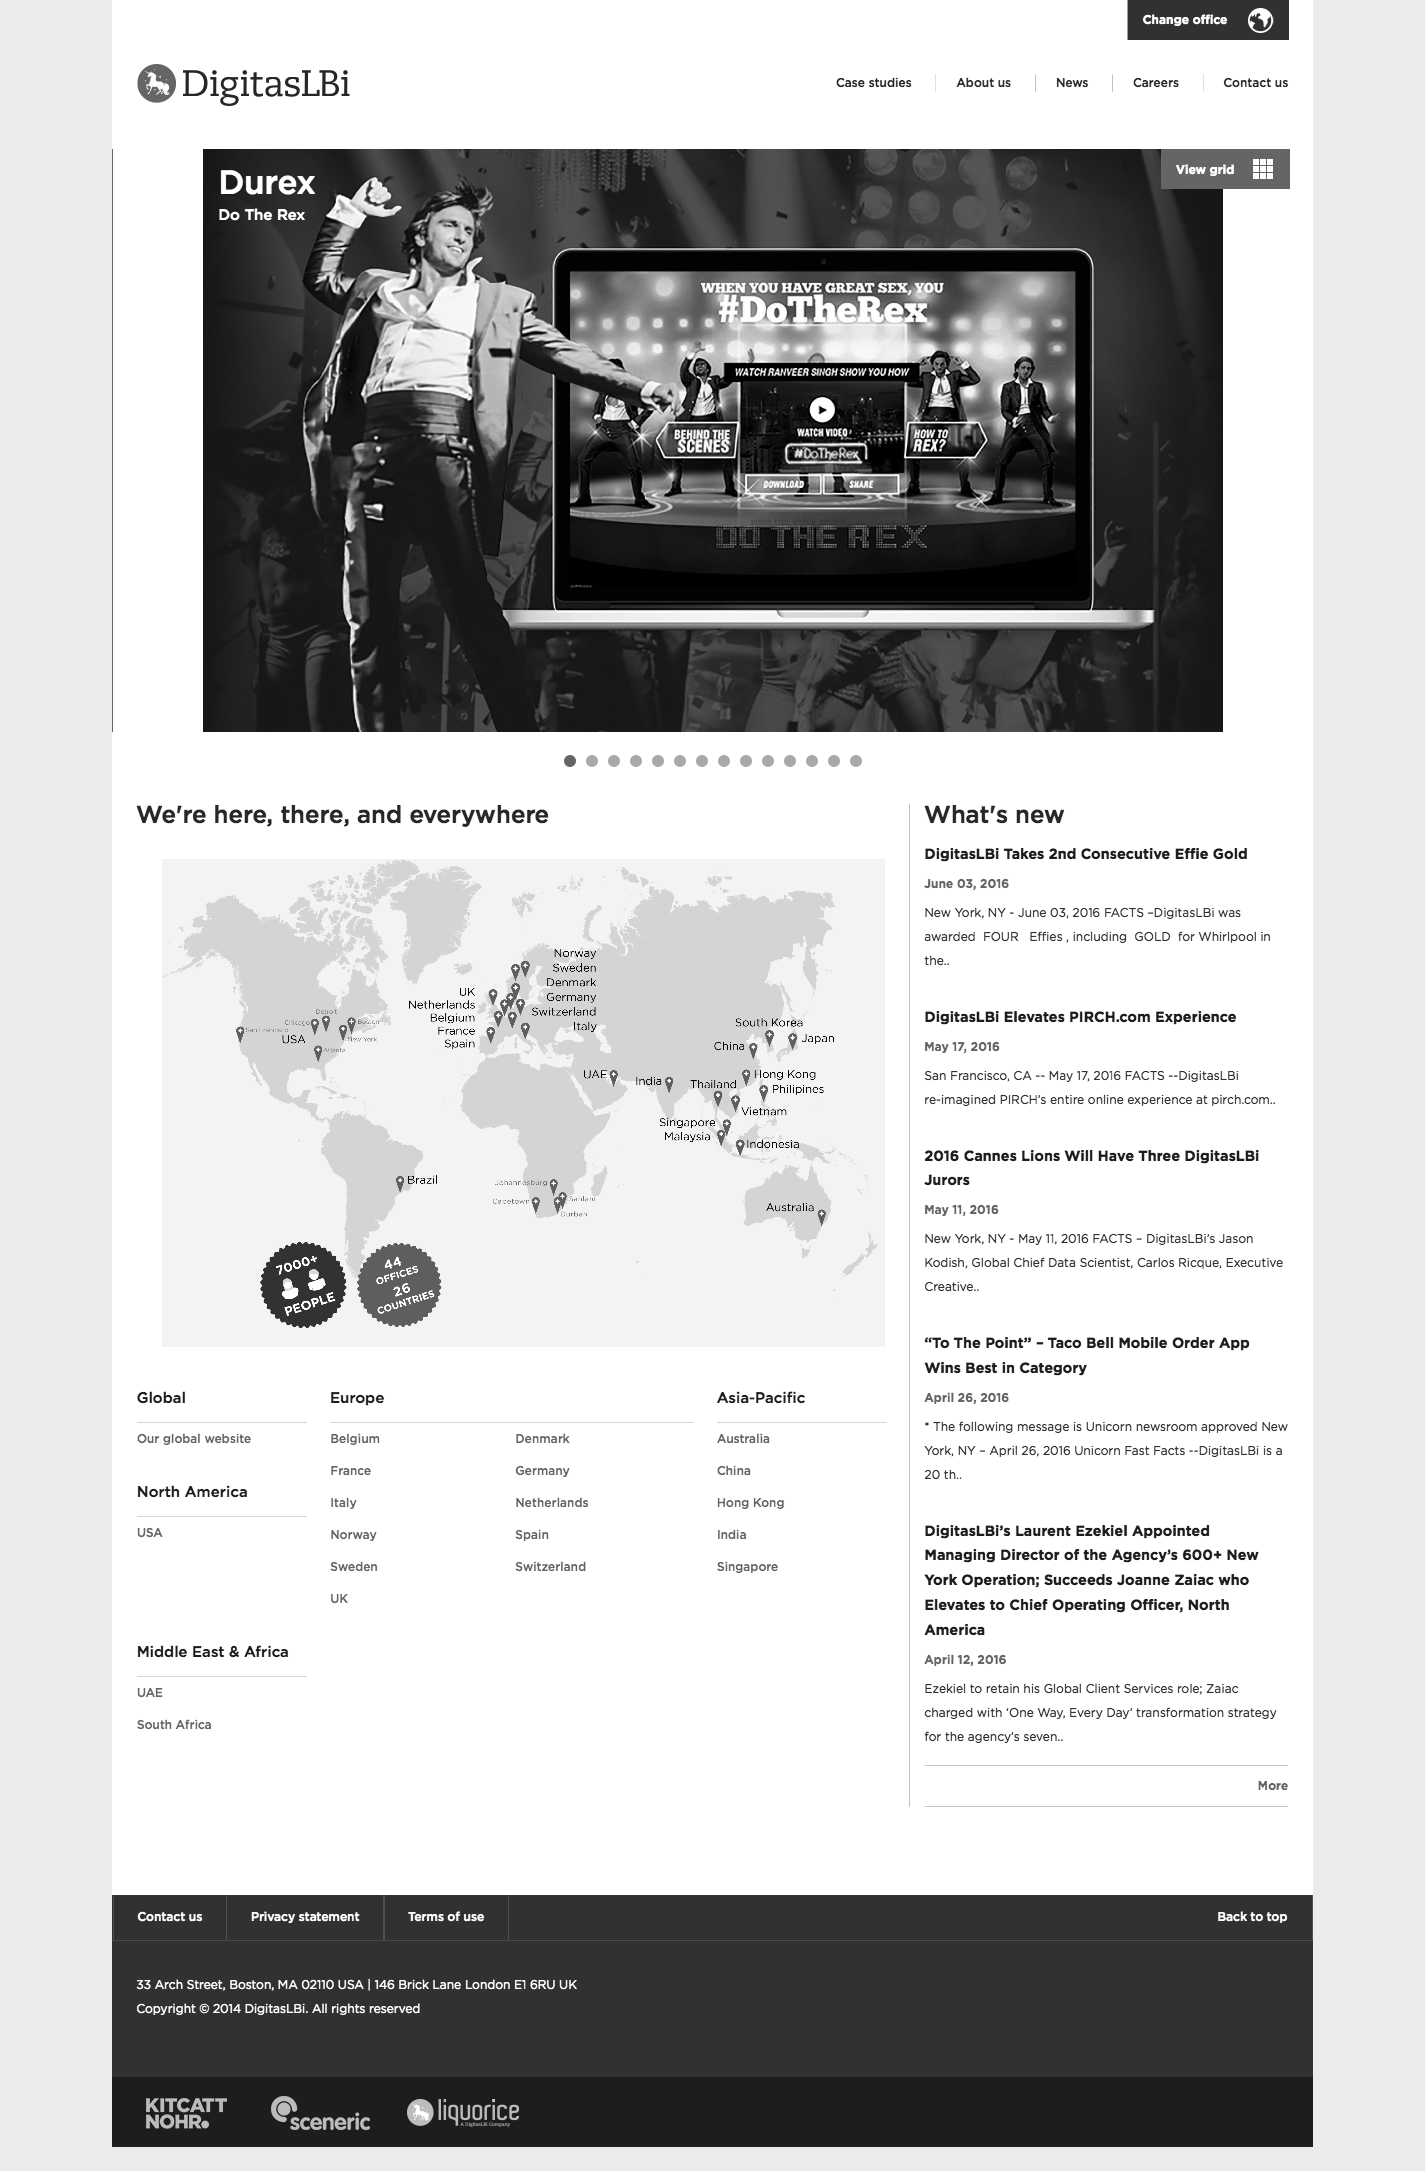 Change office
DigitasLBi
Case studies
About us
News
Careers
Contact us
Durex
Do The Rex
View grid
WHEN YOU HAVE GREAT SEX, YOU
#DoTheRex
WATCH RANVEER SINGH SHOW YOU HOW
BEHIND THE
SCENES
WATCH VIDEO
#DoTheRex
HOW TO
REX?
DOWNLOAD
SHARE
DO THE REX
We're here, there, and everywhere
Norway
Sweden
Denmark
Germany
Switzerland
Italy
UK
Netherlands
Belgium
France
Spain
San Francisco
Chicago
Detroit
Boston
New York
USA
Atlanta
South Korea
Japan
China
UAE
India
Thailand
Hong Kong
Philipines
Vietnam
Singapore
Malaysia
Indonesia
Brazil
Johannesburg
Capetown
Sanlam
Durban
Australia
7000+
PEOPLE
44
OFFICES
26
COUNTRIES
Global
Our global website
North America
USA
Middle East & Africa
UAE
South Africa
Europe
Belgium
France
Italy
Norway
Sweden
UK
Denmark
Germany
Netherlands
Spain
Switzerland
Asia-Pacific
Australia
China
Hong Kong
India
Singapore
What's new
DigitasLBi Takes 2nd Consecutive Effie Gold
June 03, 2016
New York, NY - June 03, 2016 FACTS –DigitasLBi was
awarded  FOUR   Effies , including  GOLD  for Whirlpool in
the..
DigitasLBi Elevates PIRCH.com Experience
May 17, 2016
San Francisco, CA -- May 17, 2016 FACTS --DigitasLBi
re-imagined PIRCH’s entire online experience at pirch.com..
2016 Cannes Lions Will Have Three DigitasLBi
Jurors
May 11, 2016
New York, NY - May 11, 2016 FACTS – DigitasLBi’s Jason
Kodish, Global Chief Data Scientist, Carlos Ricque, Executive
Creative..
“To The Point” – Taco Bell Mobile Order App
Wins Best in Category
April 26, 2016
* The following message is Unicorn newsroom approved New
York, NY – April 26, 2016 Unicorn Fast Facts --DigitasLBi is a
20 th..
DigitasLBi’s Laurent Ezekiel Appointed
Managing Director of the Agency’s 600+ New
York Operation; Succeeds Joanne Zaiac who
Elevates to Chief Operating Officer, North
America
April 12, 2016
Ezekiel to retain his Global Client Services role; Zaiac
charged with ‘One Way, Every Day’ transformation strategy
for the agency’s seven..
More
Contact us
Privacy statement
Terms of use
Back to top
33 Arch Street, Boston, MA 02110 USA | 146 Brick Lane London E1 6RU UK
Copyright © 2014 DigitasLBi. All rights reserved
KITCATT
NOHR.
sceneric
liquorice
A DigitasLBi Company